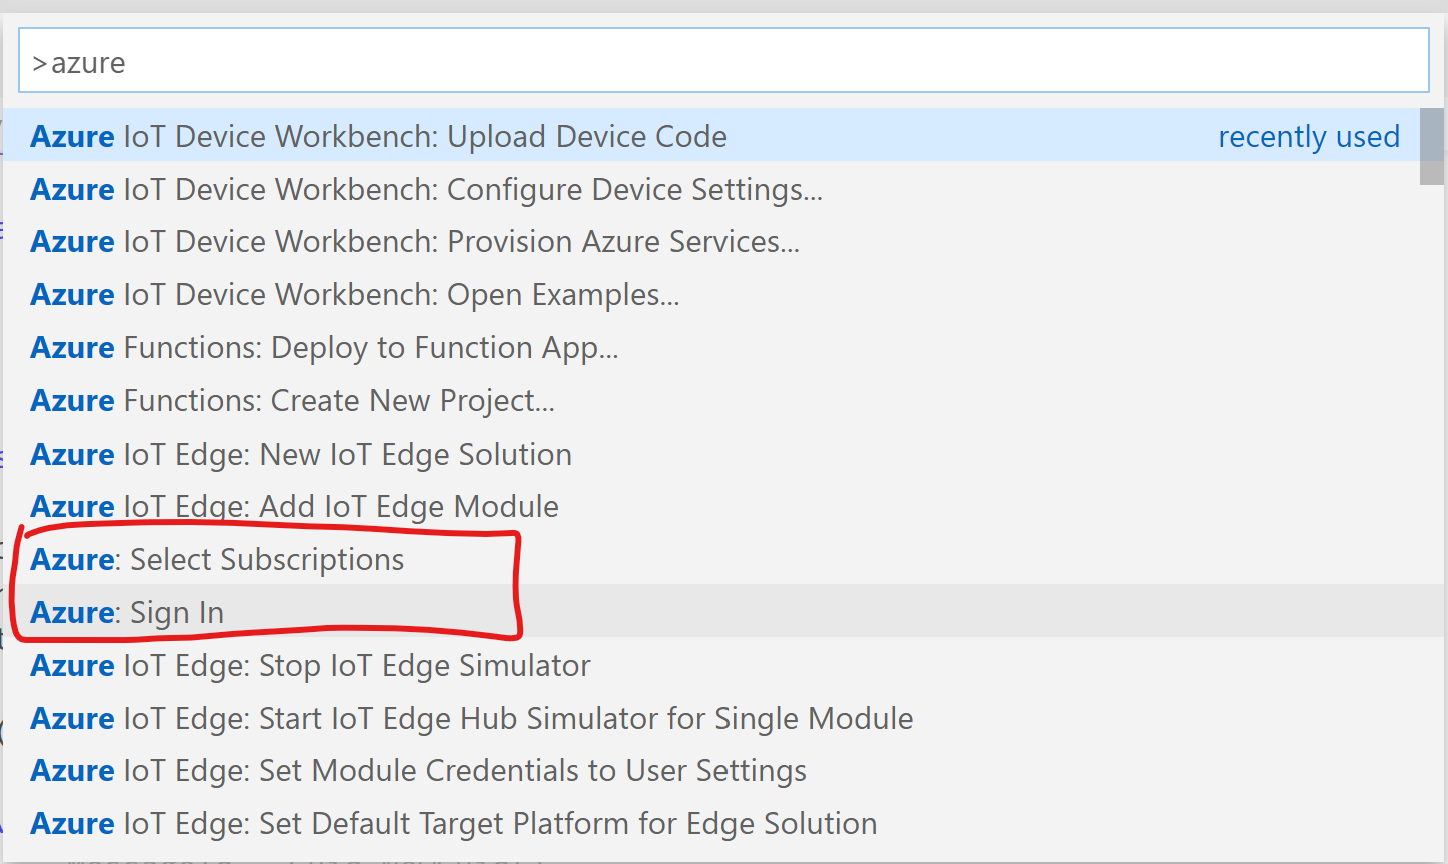 >azure
Azure IoT Device Workbench: Upload Device Code recently used
Azure IoT Device Workbench: Configure Device Settings...
Azure IoT Device Workbench: Provision Azure Services...
Azure IoT Device Workbench: Open Examples...
Azure Functions: Deploy to Function App...
Azure Functions: Create New Project...
Azure IoT Edge: New IoT Edge Solution
Azure IoT Edge: Add IoT Edge Module
Azure: Select Subscriptions
Azure: Sign In
Azure IoT Edge: Stop IoT Edge Simulator
Azure IoT Edge: Start IoT Edge Hub Simulator for Single Module
Azure IoT Edge: Set Module Credentials to User Settings
Azure IoT Edge: Set Default Target Platform for Edge Solution